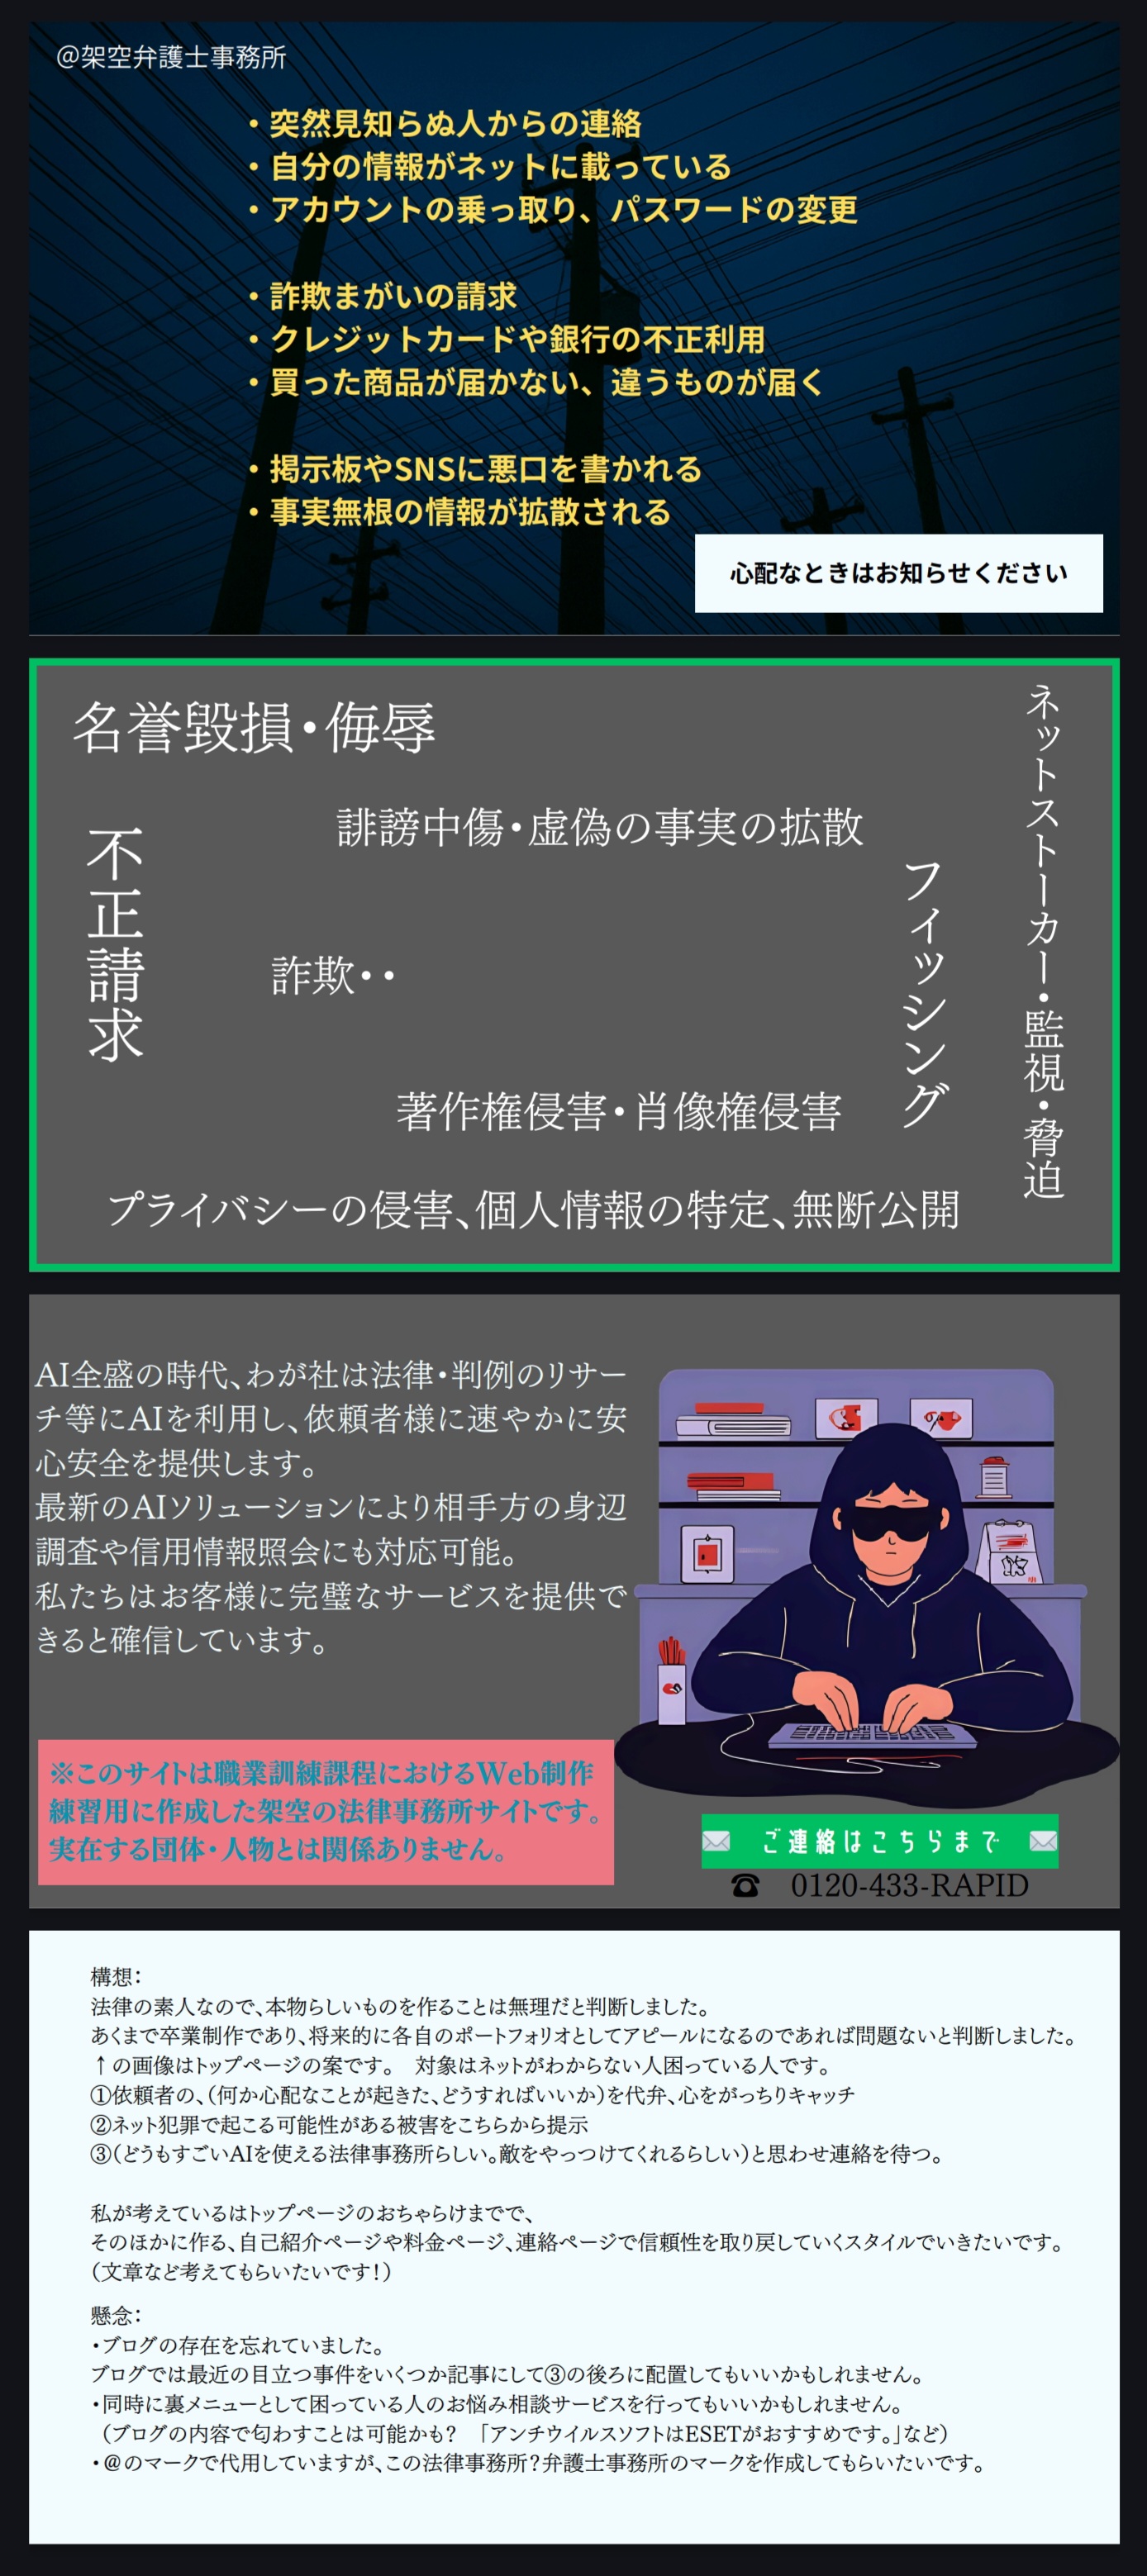 @架空弁護士事務所
・突然見知らぬ人からの連絡
・自分の情報がネットに載っている
・アカウントの乗っ取り、パスワードの変更
・詐欺まがいの請求
・クレジットカードや銀行の不正利用
・買った商品が届かない、違うものが届く
・掲示板やSNSに悪口を書かれる
・事実無根の情報が拡散される
心配なときはお知らせください
名誉毀損・侮辱
ネットストーカー・監視・脅迫
誹謗中傷・虚偽の事実の拡散
不正請求
フィッシング
詐欺・・
著作権侵害・肖像権侵害
プライバシーの侵害、個人情報の特定、無断公開
AI全盛の時代、わが社は法律・判例のリサー
チ等にAIを利用し、依頼者様に速やかに安
心安全を提供します。
最新のAIソリューションにより相手方の身辺
調査や信用情報照会にも対応可能。
私たちはお客様に完璧なサービスを提供で
きると確信しています。
※このサイトは職業訓練課程におけるWeb制作
練習用に作成した架空の法律事務所サイトです。
実在する団体・人物とは関係ありません。
ご連絡はこちらまで
☎ 0120-433-RAPID
構想:
法律の素人なので、本物らしいものを作ることは無理だと判断しました。
あくまで卒業制作であり、将来的に各自のポートフォリオとしてアピールになるのであれば問題ないと判断しました。
↑の画像はトップページの案です。 対象はネットがわからない人困っている人です。
①依頼者の、(何か心配なことが起きた、どうすればいいか)を代弁、心をがっちりキャッチ
②ネット犯罪で起こる可能性がある被害をこちらから提示
③(どうもすごいAIを使える法律事務所らしい。敵をやっつけてくれるらしい)と思わせ連絡を待つ。
私が考えているはトップページのおちゃらけまでで、
そのほかに作る、自己紹介ページや料金ページ、連絡ページで信頼性を取り戻していくスタイルでいきたいです。
(文章など考えてもらいたいです!)
懸念:
・ブログの存在を忘れていました。
ブログでは最近の目立つ事件をいくつか記事にして③の後ろに配置してもいいかもしれません。
・同時に裏メニューとして困っている人のお悩み相談サービスを行ってもいいかもしれません。
(ブログの内容で匂わすことは可能かも? 「アンチウイルスソフトはESETがおすすめです。」など)
・@のマークで代用していますが、この法律事務所?弁護士事務所のマークを作成してもらいたいです。